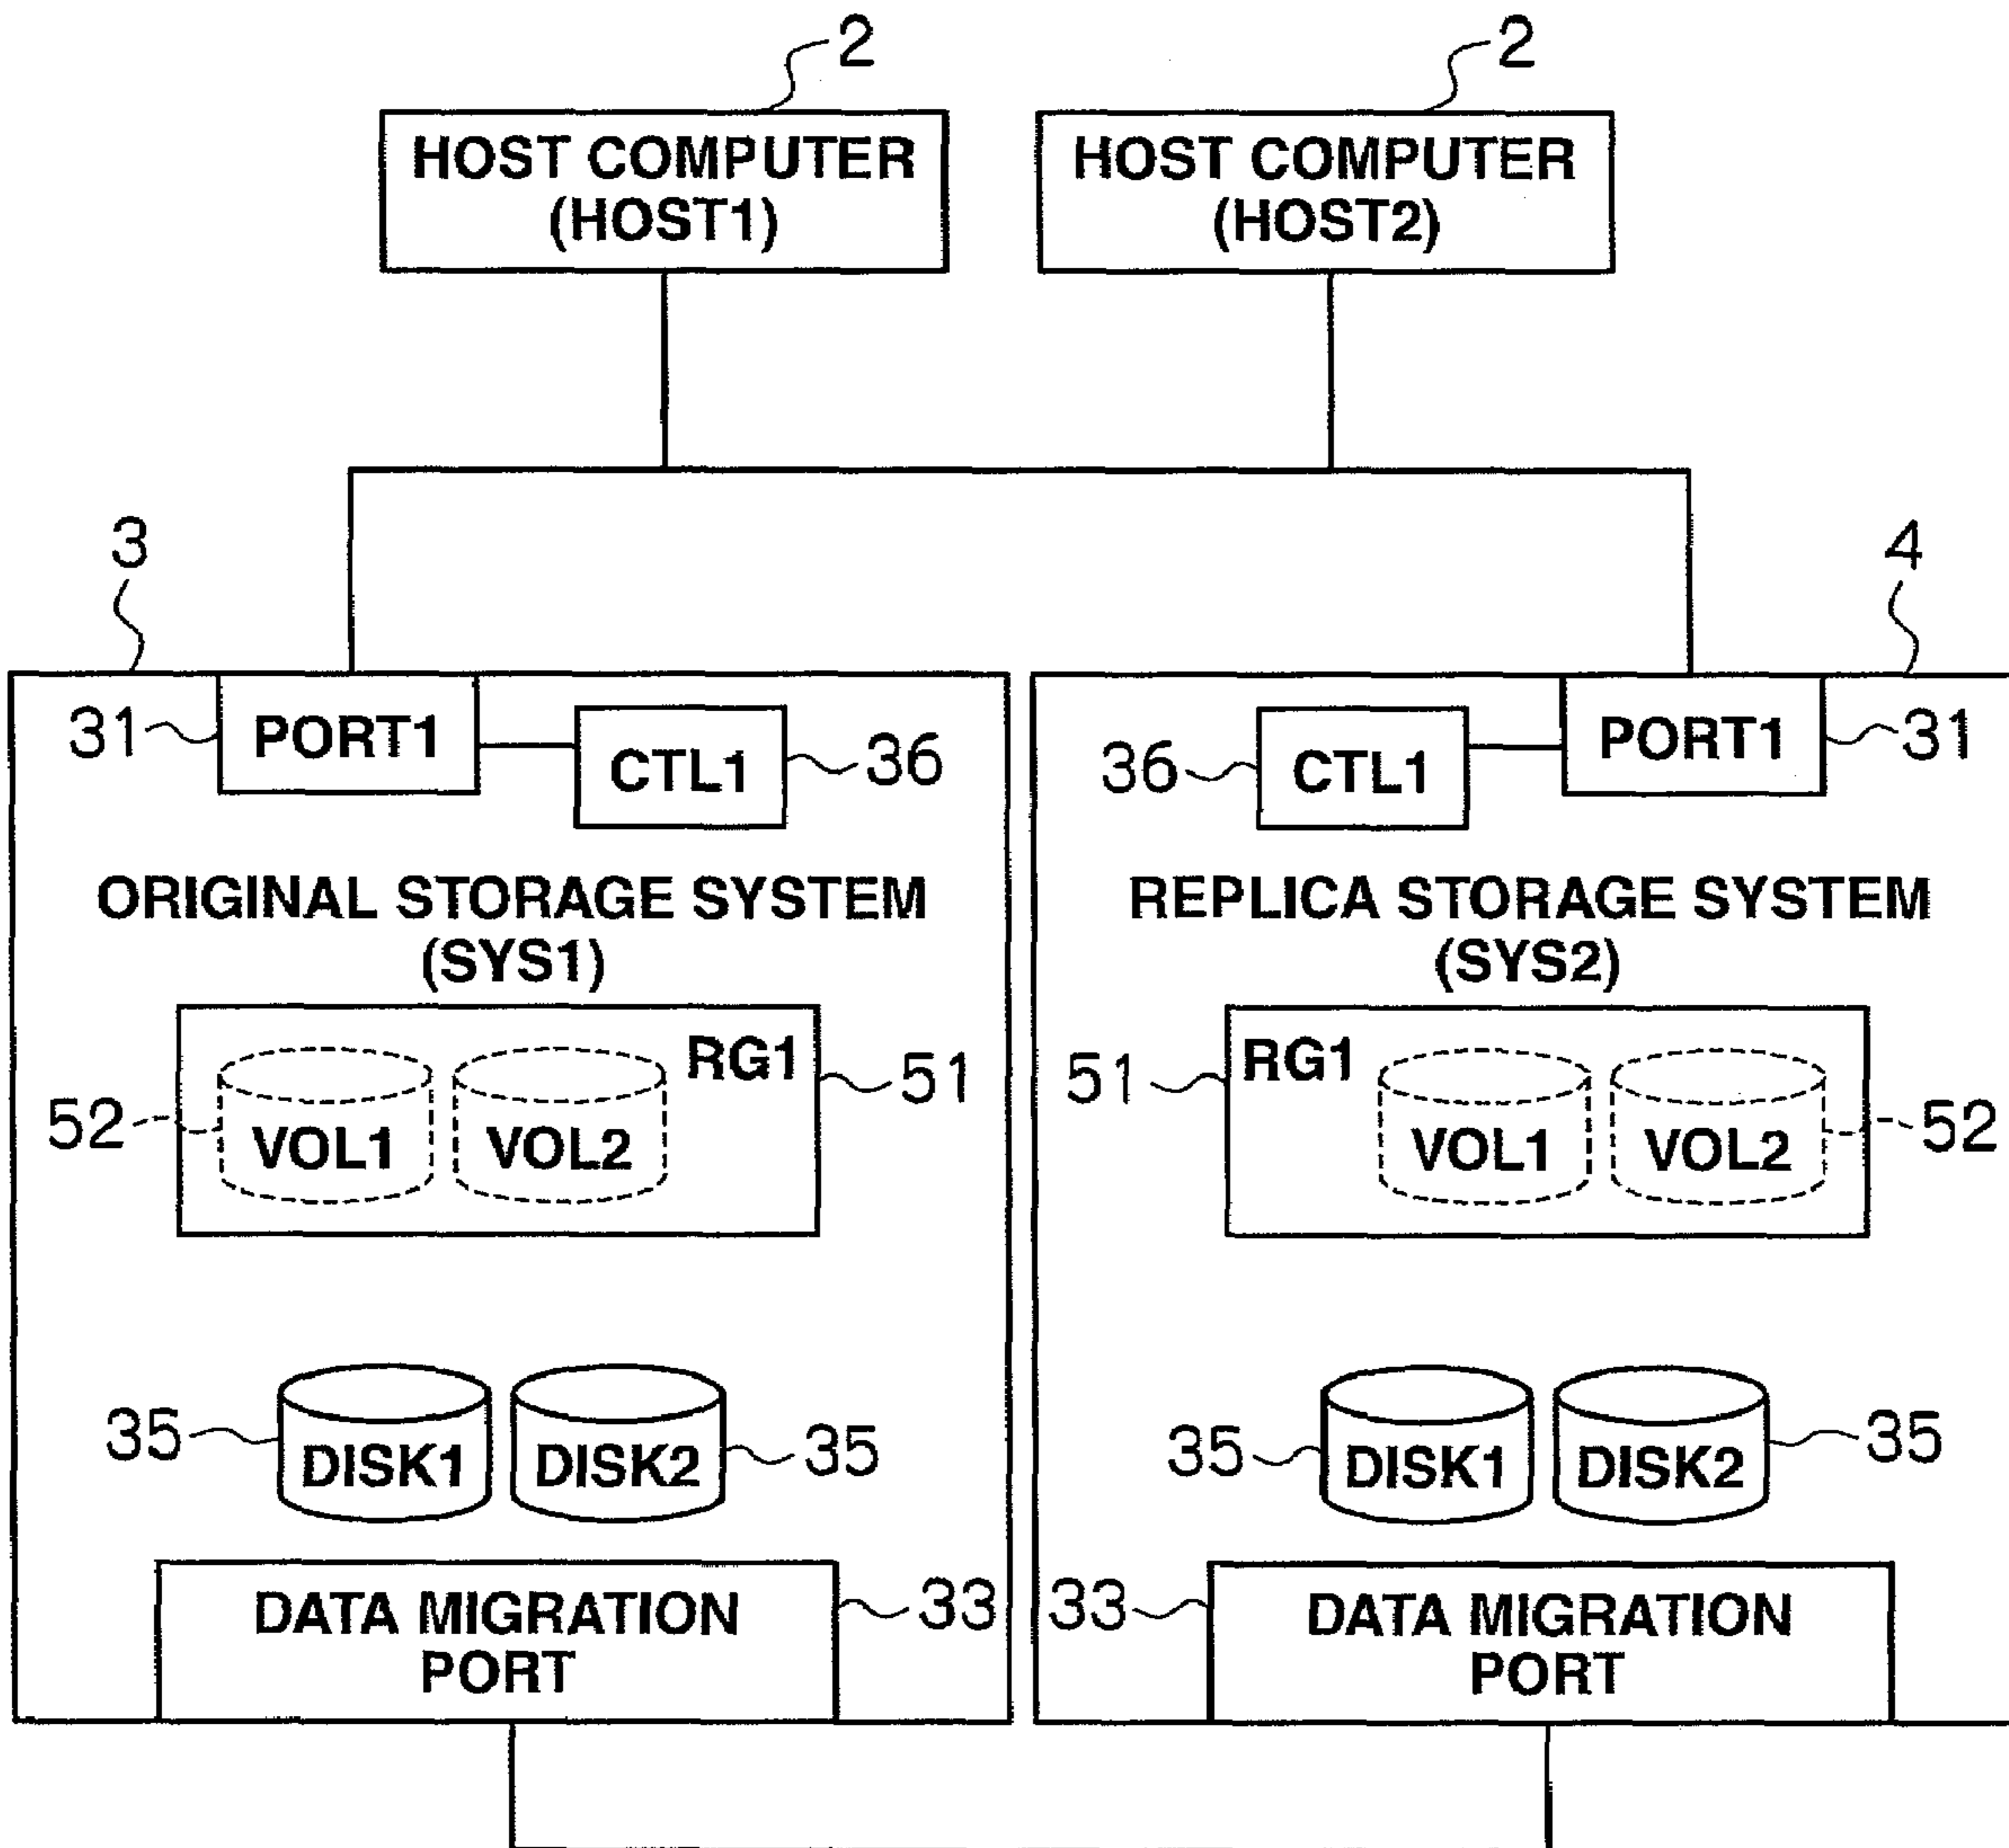 2
2
HOST COMPUTER
(HOST1)
HOST COMPUTER
(HOST2)
3
4
31
PORT1
CTL1
36
36
CTL1
PORT1
31
ORIGINAL STORAGE SYSTEM
(SYS1)
REPLICA STORAGE SYSTEM
(SYS2)
52
VOL1
VOL2
RG1
51
51
RG1
VOL1
VOL2
52
35
DISK1
DISK2
35
35
DISK1
DISK2
35
DATA MIGRATION
PORT
33
33
DATA MIGRATION
PORT